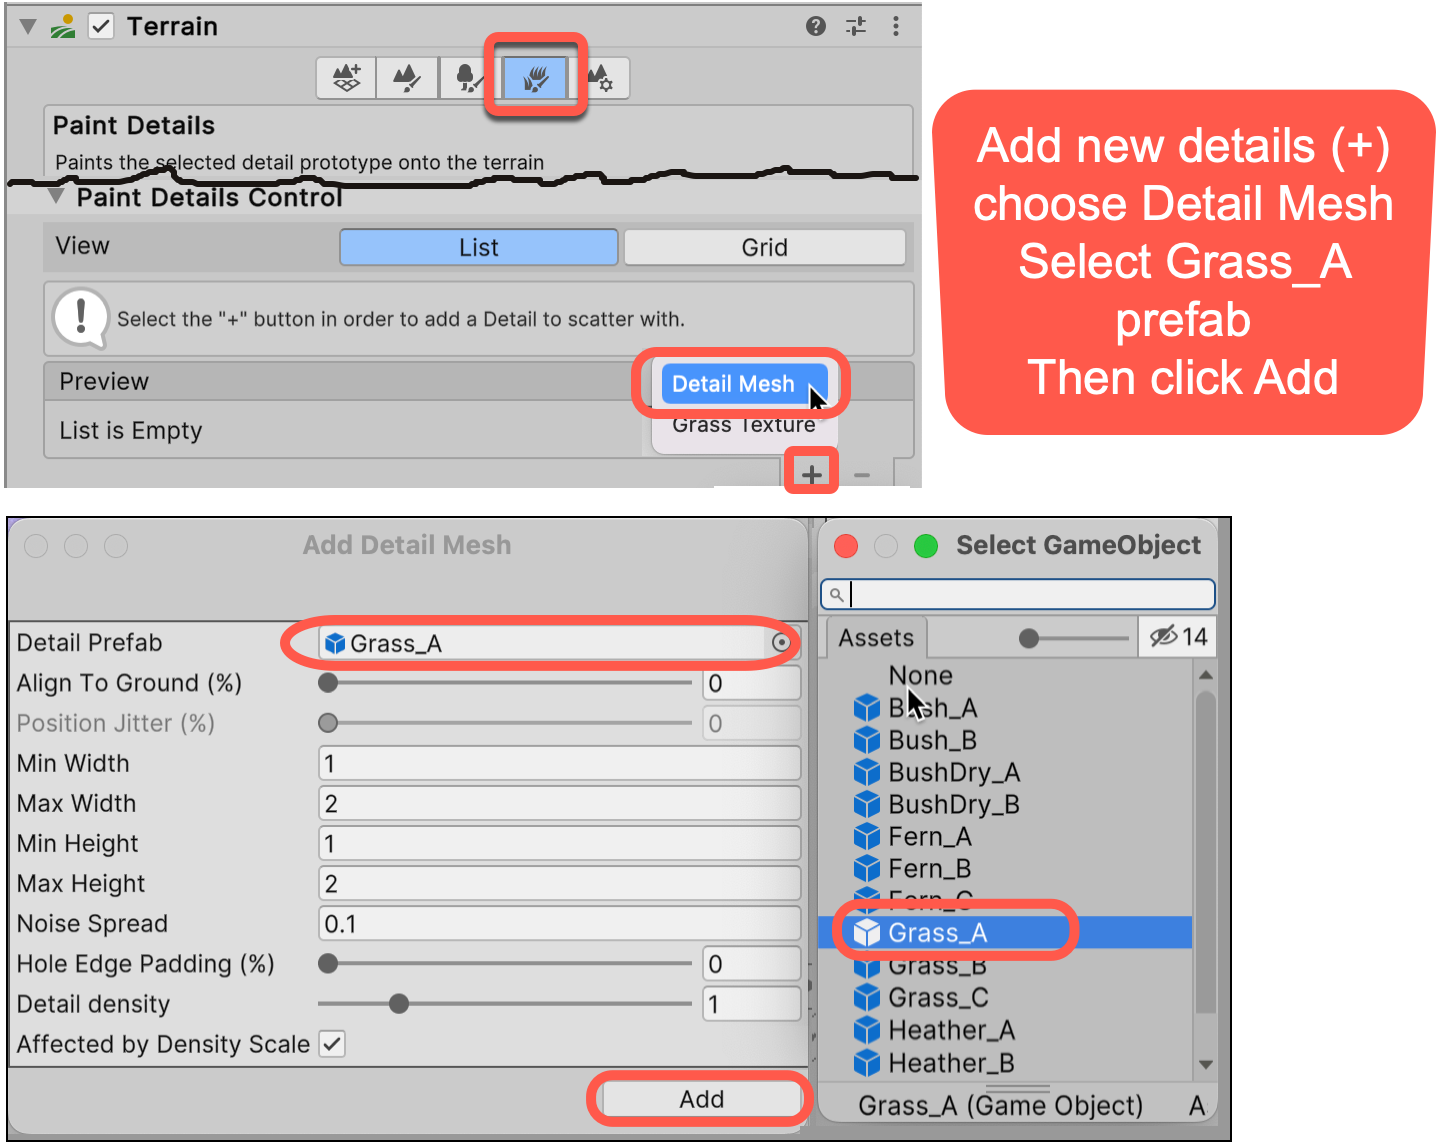 Terrain
Paint Details
Paints the selected detail prototype onto the terrain
Paint Details Control
View
List
Grid
Select the "+" button in order to add a Detail to scatter with.
Preview
Detail Mesh
List is Empty
Grass Texture
+ -
Add new details (+)
choose Detail Mesh
Select Grass_A
prefab
Then click Add
Add Detail Mesh
Detail Prefab
Grass_A
Align To Ground (%)
0
Position Jitter (%)
0
Min Width
1
Max Width
2
Min Height
1
Max Height
2
Noise Spread
0.1
Hole Edge Padding (%)
0
Detail density
1
Affected by Density Scale
Add
Select GameObject
Assets
14
None
Bush_A
Bush_B
BushDry_A
BushDry_B
Fern_A
Fern_B
Fern_C
Grass_A
Grass_B
Grass_C
Heather_A
Heather_B
Grass_A (Game Object)
A